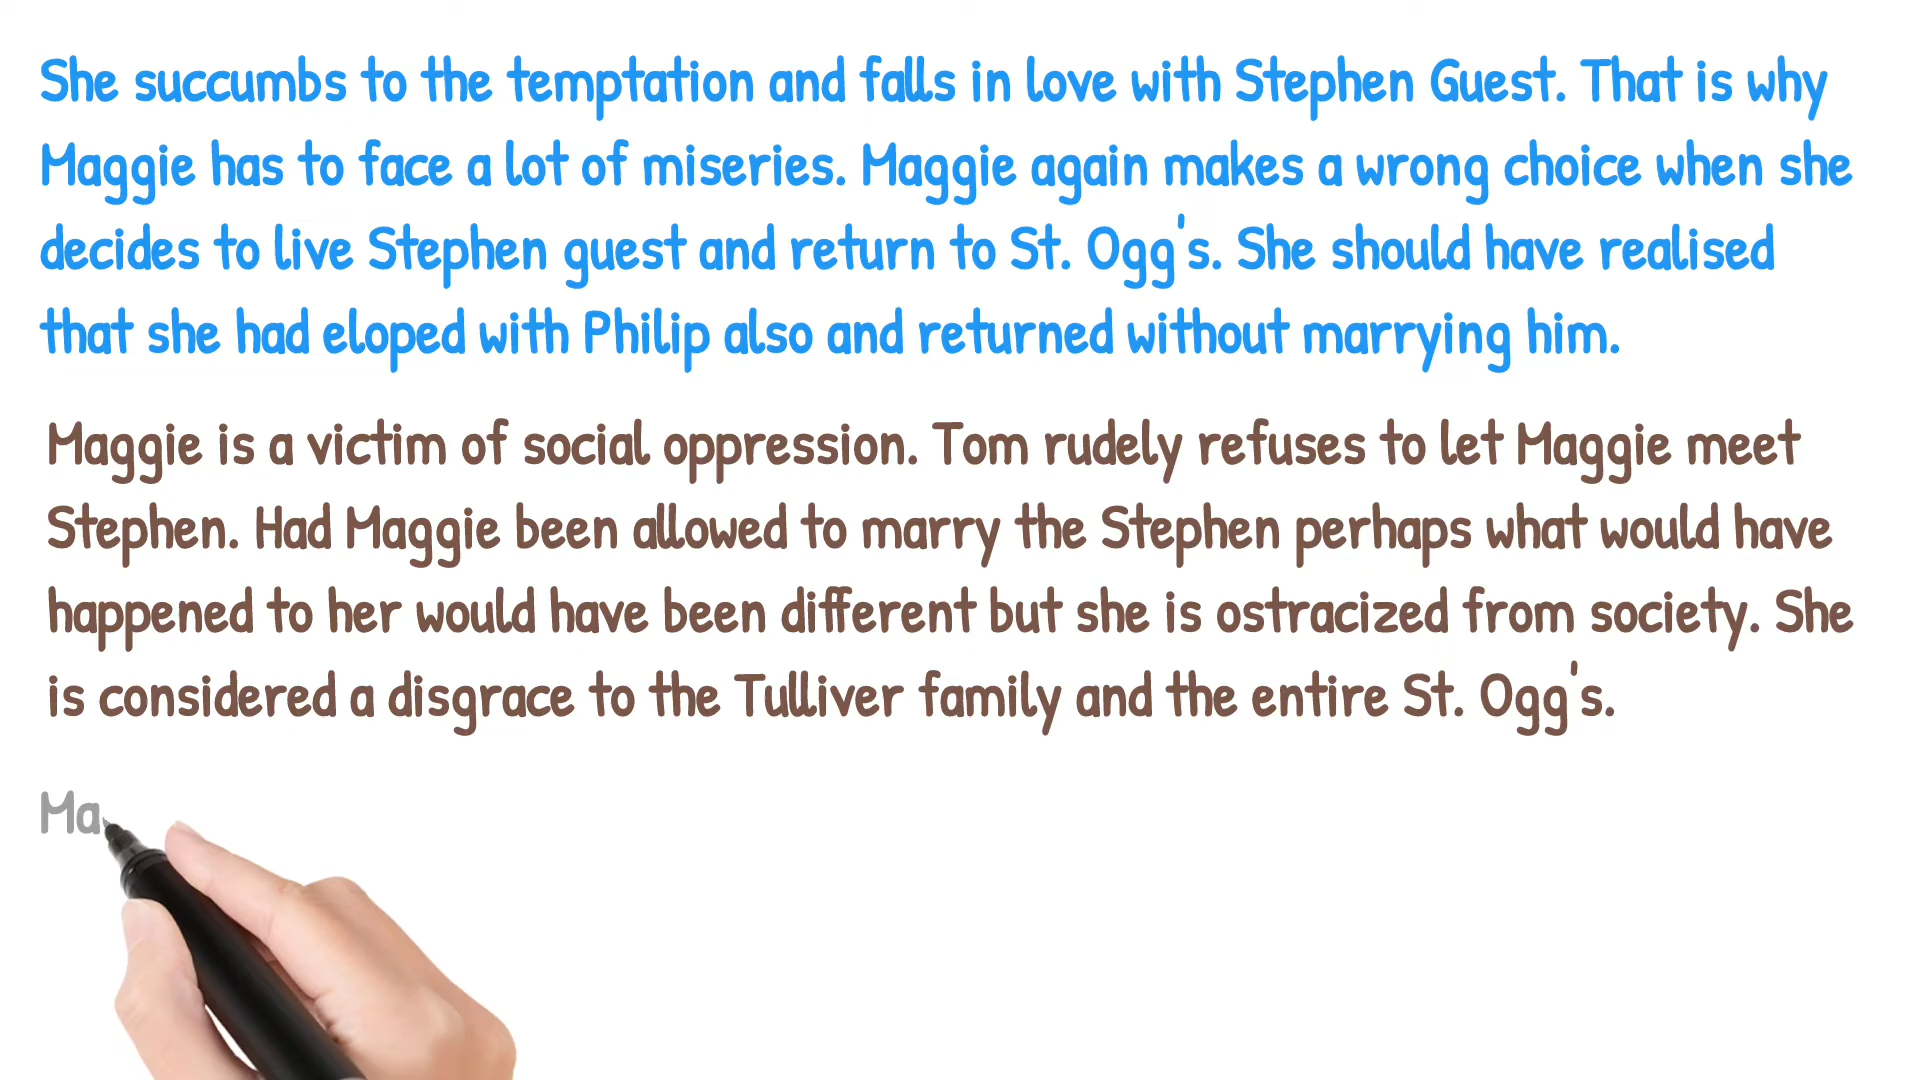 She succumbs to the temptation and falls in love with Stephen Guest. That is why
Maggie has to face a lot of miseries. Maggie again makes a wrong choice when she
decides to live Stephen guest and return to St. Ogg's. She should have realised
that she had eloped with Philip also and returned without marrying him.
Maggie is a victim of social oppression. Tom rudely refuses to let Maggie meet
Stephen. Had Maggie been allowed to marry the Stephen perhaps what would have
happened to her would have been different but she is ostracized from society. She
is considered a disgrace to the Tulliver family and the entire St. Ogg's.
Ma